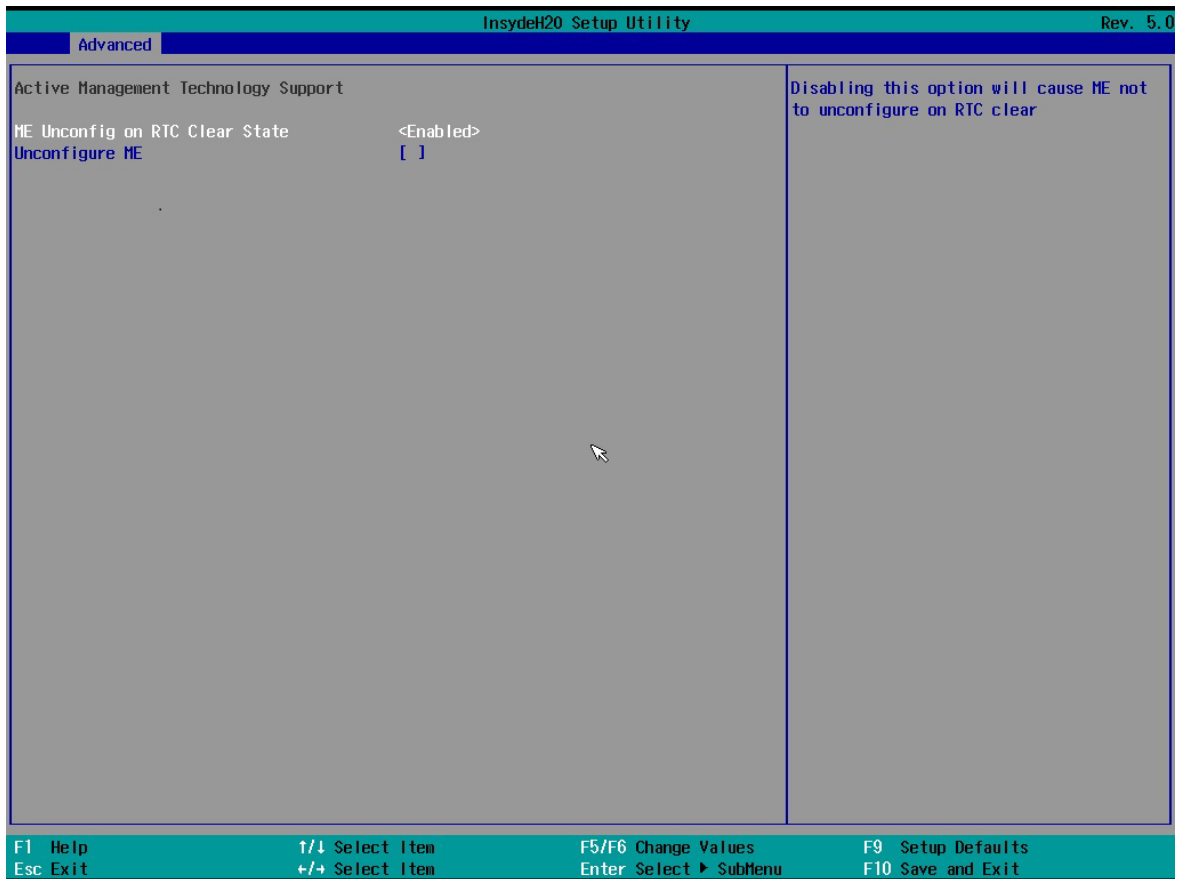 InsydeH20 Setup Utility Rev. 5.0
Advanced
Active Management Technology Support
ME Unconfig on RTC Clear State <Enabled>
Unconfigure ME [ ]
Disabling this option will cause ME not
to unconfigure on RTC clear
F1 Help ↑/↓ Select Item F5/F6 Change Values F9 Setup Defaults
Esc Exit ←/→ Select Item Enter Select ▶ SubMenu F10 Save and Exit